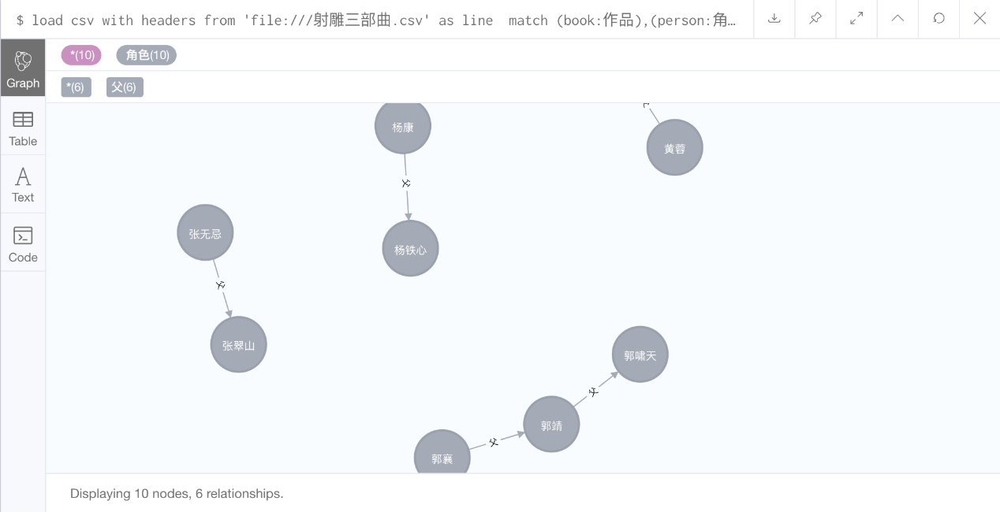 $ load csv with headers from 'file:///射雕三部曲.csv' as line  match (book:作品),(person:角…
*(10) 角色(10)
Graph
*(6) 父(6)
杨康
黄蓉
Table
父
Text
张无忌
杨铁心
Code
父
张翠山
郭啸天
父
郭靖
父
郭襄
Displaying 10 nodes, 6 relationships.